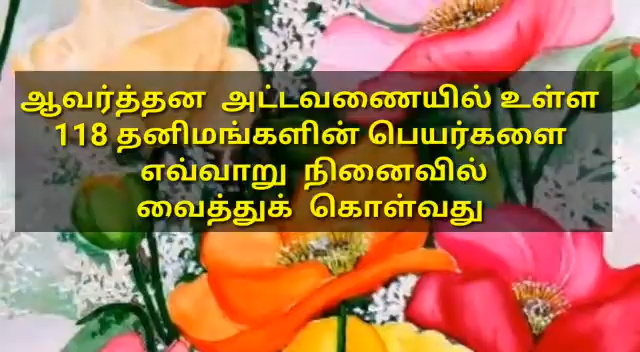 ஆவர்த்தன அட்டவணையில் உள்ள
118 தனிமங்களின் பெயர்களை
எவ்வாறு நினைவில்
வைத்துக் கொள்வது